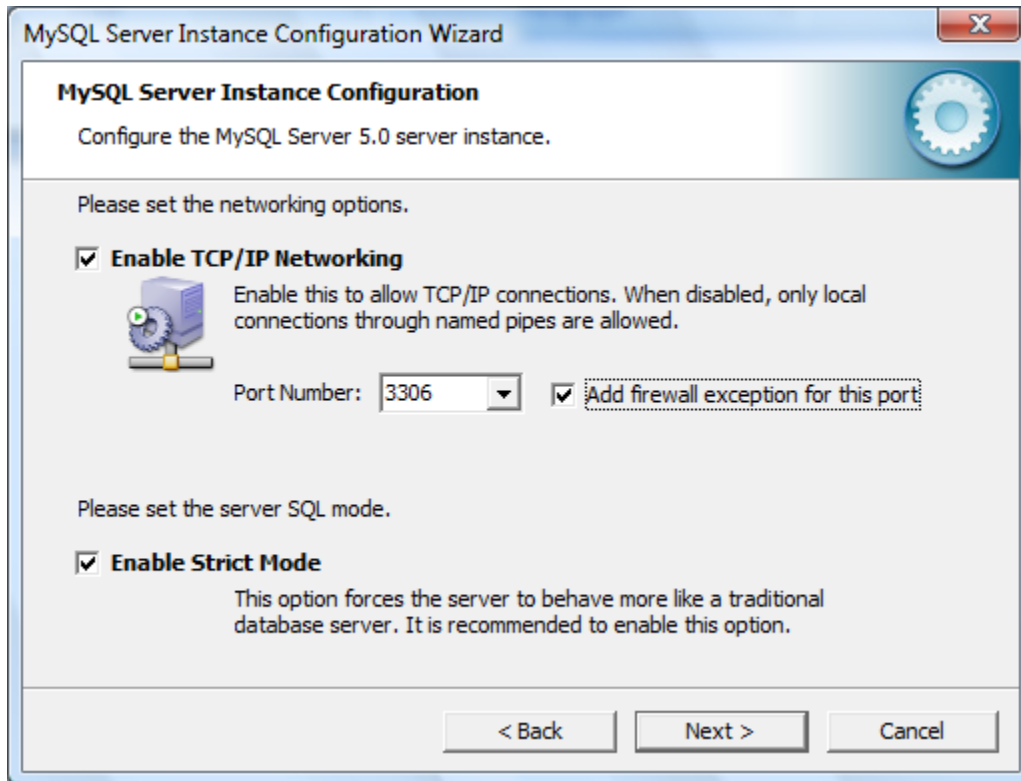 MySQL Server Instance Configuration Wizard
MySQL Server Instance Configuration
Configure the MySQL Server 5.0 server instance.
Please set the networking options.
Enable TCP/IP Networking
Enable this to allow TCP/IP connections. When disabled, only local
connections through named pipes are allowed.
Port Number: 3306 Add firewall exception for this port
Please set the server SQL mode.
Enable Strict Mode
This option forces the server to behave more like a traditional
database server. It is recommended to enable this option.
< Back Next > Cancel